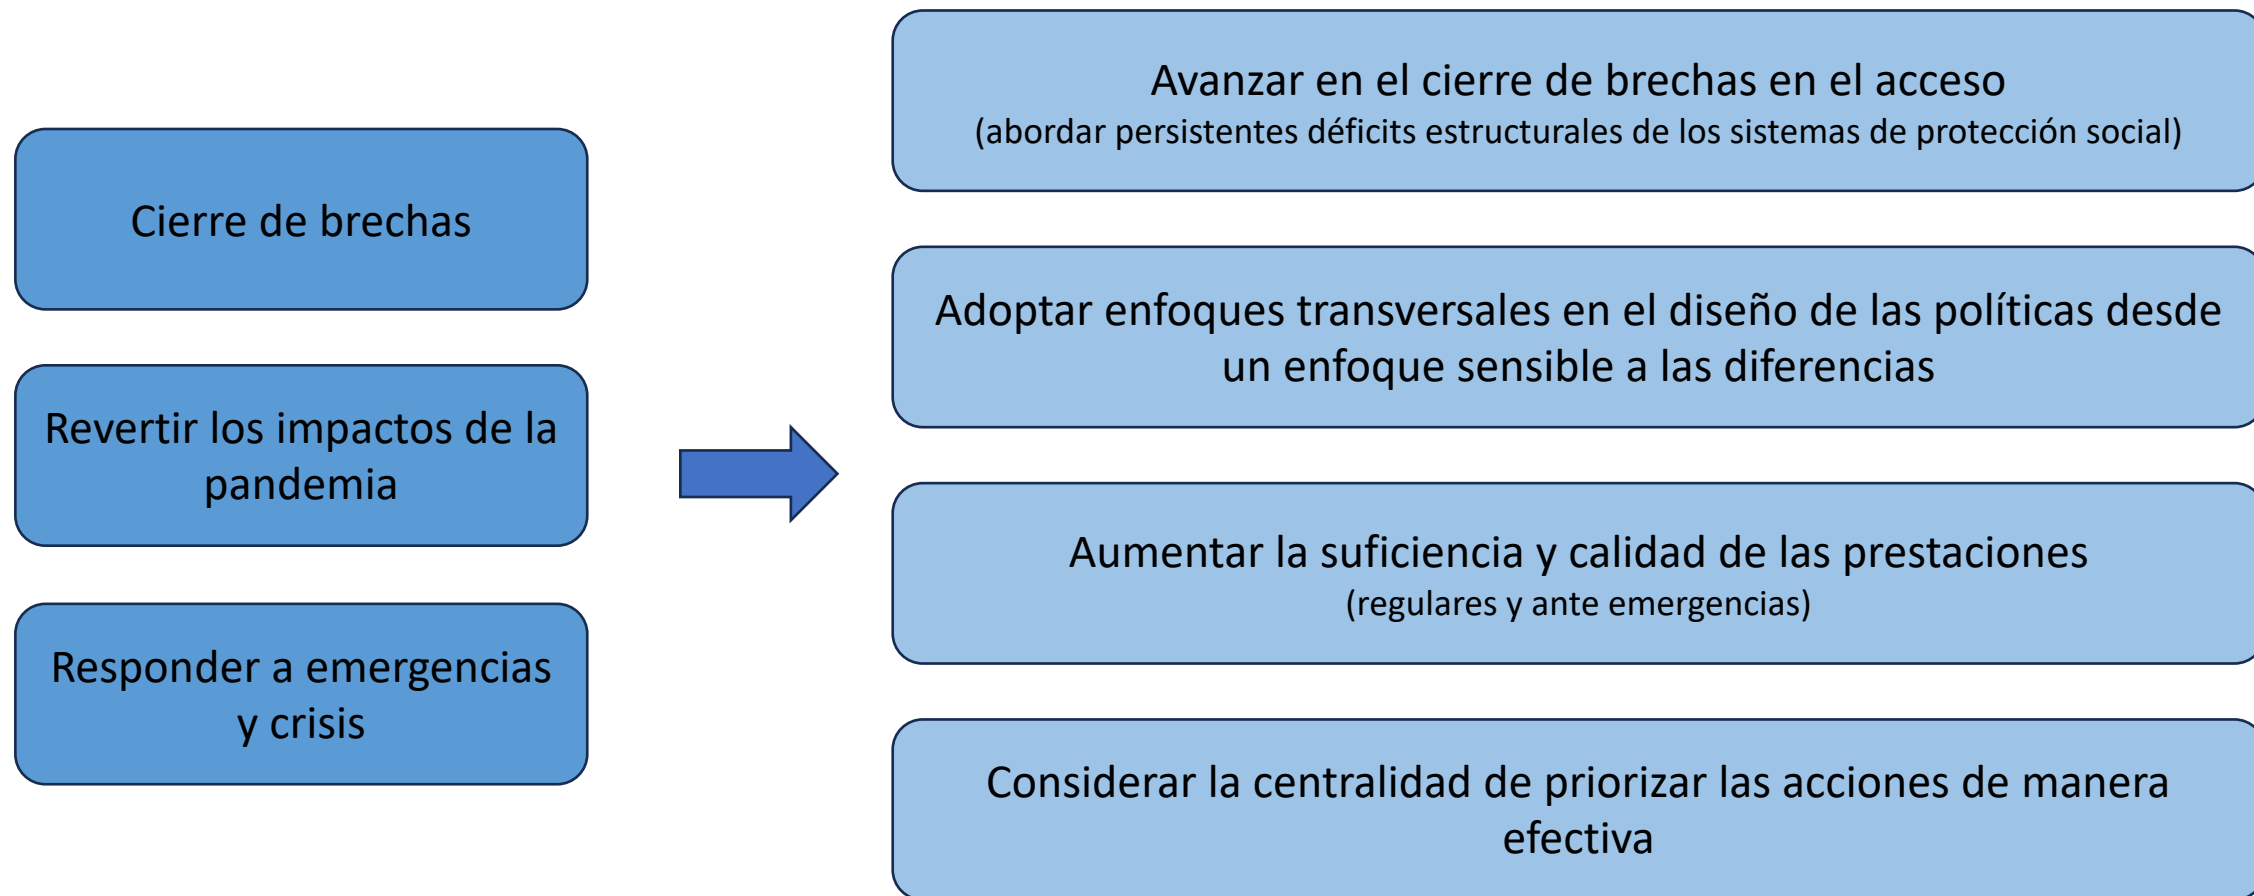 Cierre de brechas
Revertir los impactos de la
pandemia
Responder a emergencias
y crisis
Avanzar en el cierre de brechas en el acceso
(abordar persistentes déficits estructurales de los sistemas de protección social)
Adoptar enfoques transversales en el diseño de las políticas desde
un enfoque sensible a las diferencias
Aumentar la suficiencia y calidad de las prestaciones
(regulares y ante emergencias)
Considerar la centralidad de priorizar las acciones de manera
efectiva